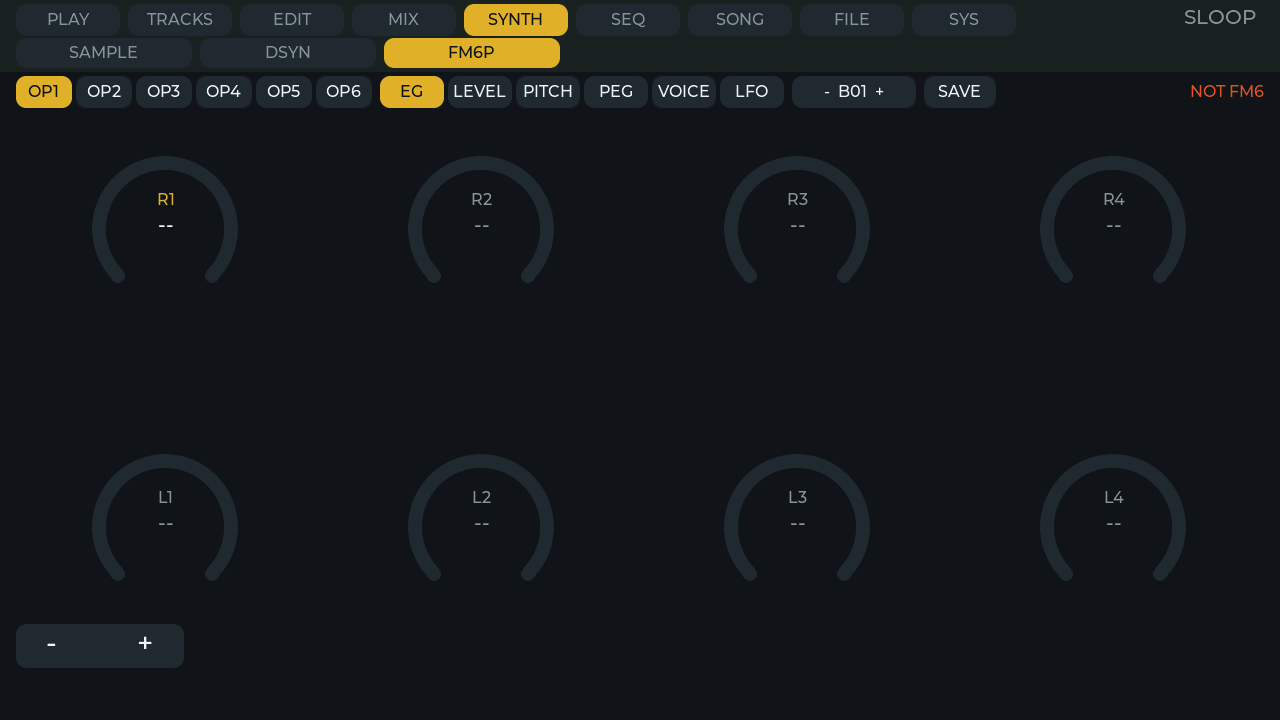 PLAY TRACKS EDIT MIX SYNTH SEQ SONG FILE SYS SLOOP
SAMPLE DSYN FM6P
OP1 OP2 OP3 OP4 OP5 OP6 EG LEVEL PITCH PEG VOICE LFO - B01 + SAVE NOT FM6
R1 R2 R3 R4
-- -- -- --
L1 L2 L3 L4
-- -- -- --
- +